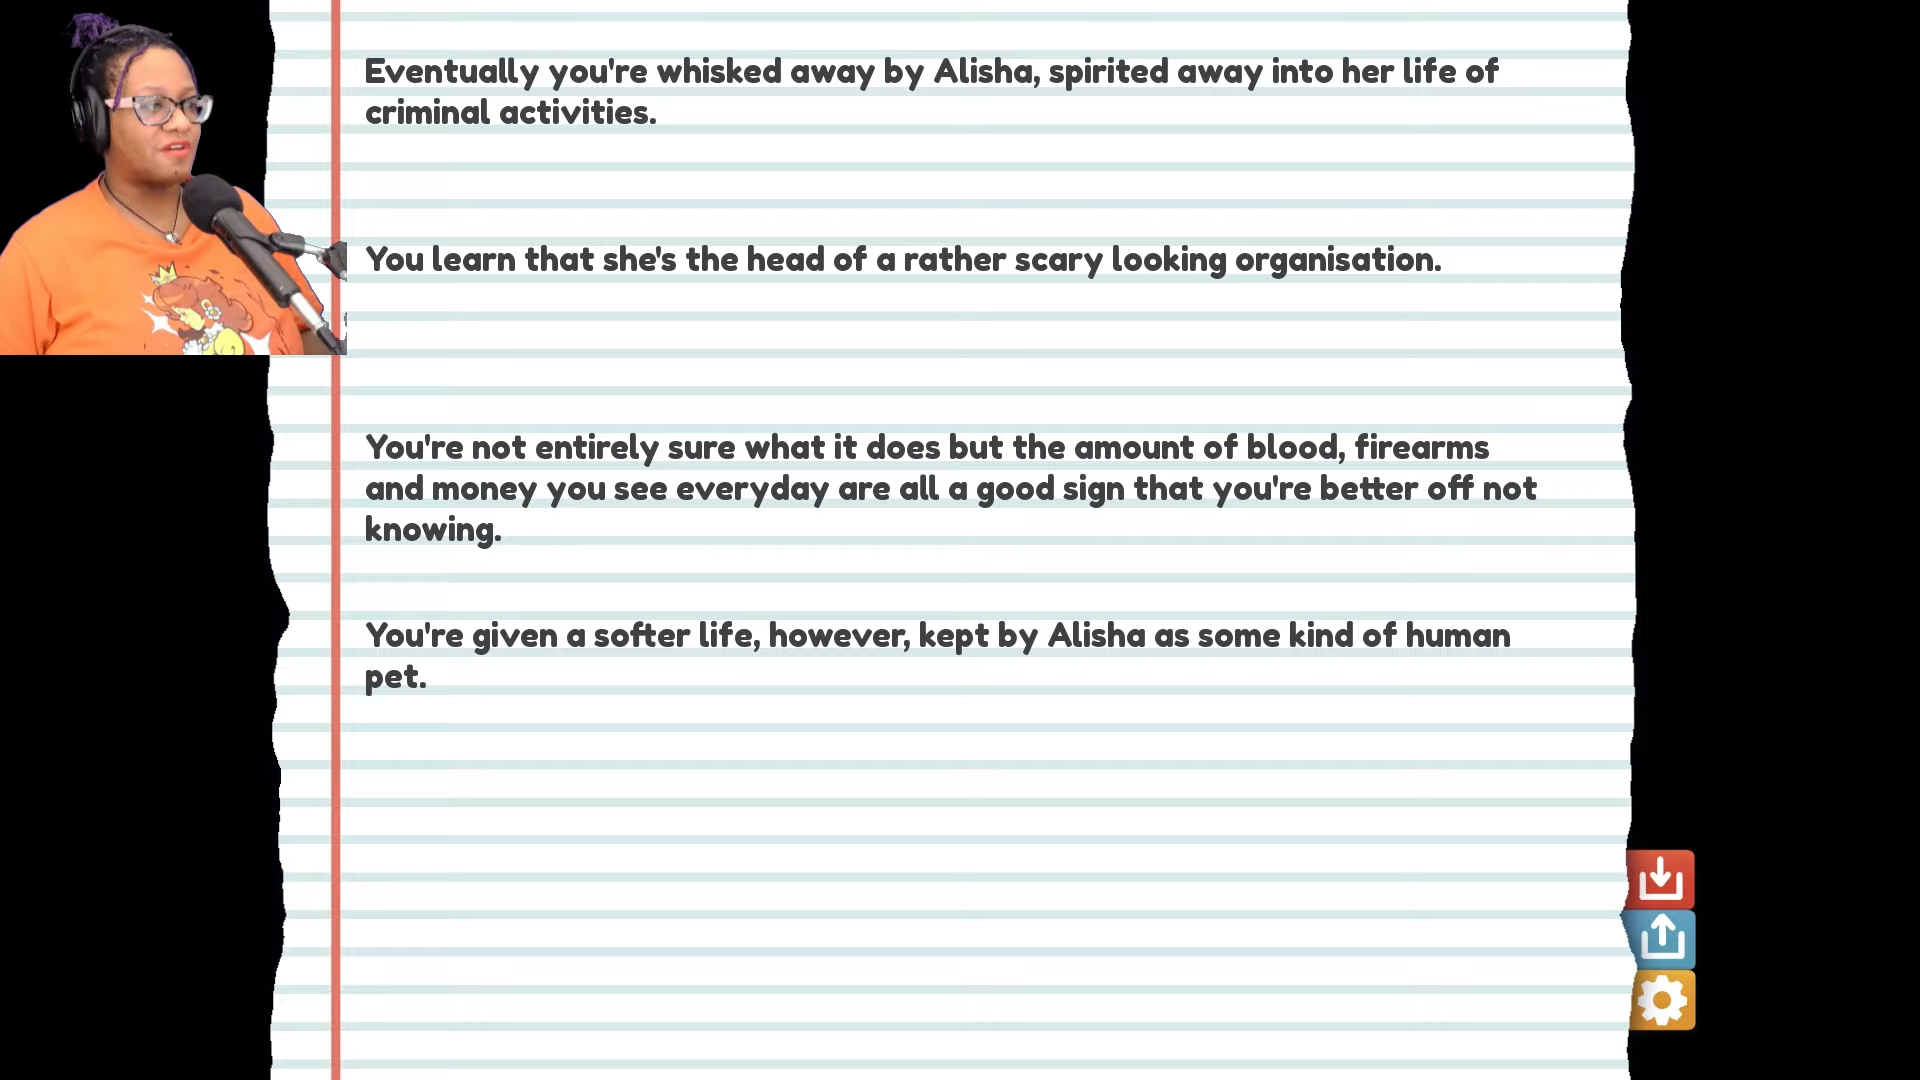 Eventually you're whisked away by Alisha, spirited away into her life of
criminal activities.
You learn that she's the head of a rather scary looking organisation.
You're not entirely sure what it does but the amount of blood, firearms
and money you see everyday are all a good sign that you're better off not
knowing.
You're given a softer life, however, kept by Alisha as some kind of human
pet.